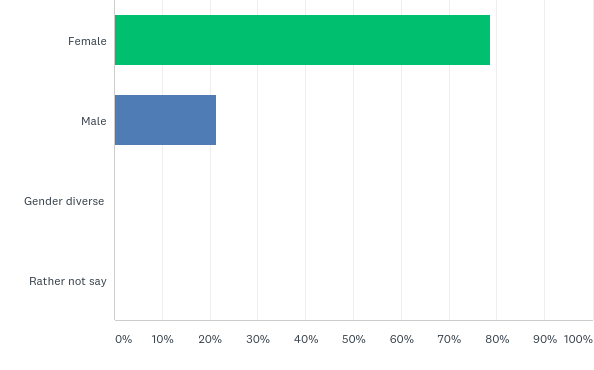 Female
Male
Gender diverse
Rather not say
0% 10% 20% 30% 40% 50% 60% 70% 80% 90% 100%